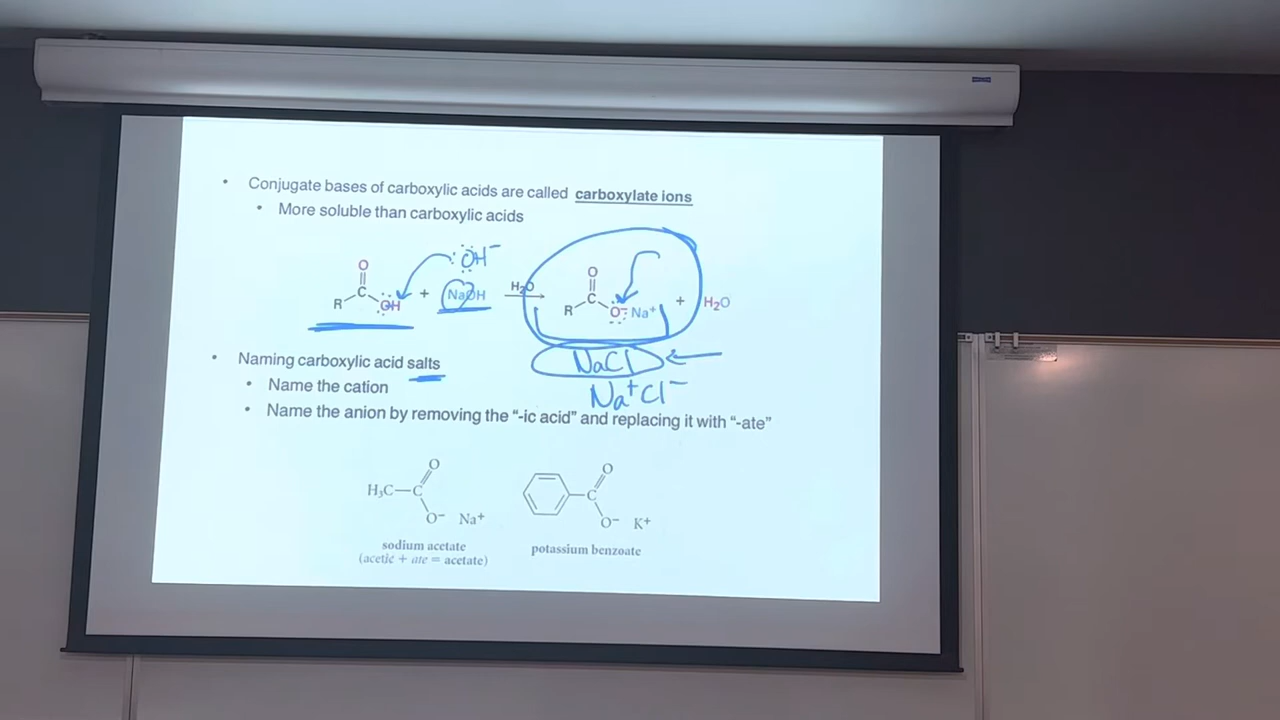 • Conjugate bases of carboxylic acids are called carboxylate ions
• More soluble than carboxylic acids
:ÖH⁻
O
R C OH + NaOH H₂O O R C O⁻ Na⁺ + H₂O
NaCl
Na⁺Cl⁻
• Naming carboxylic acid salts
• Name the cation
• Name the anion by removing the “-ic acid” and replacing it with “-ate”
O
H₃C—C
O⁻ Na⁺
sodium acetate
(acetic + ate = acetate)
O
C
O⁻ K⁺
potassium benzoate